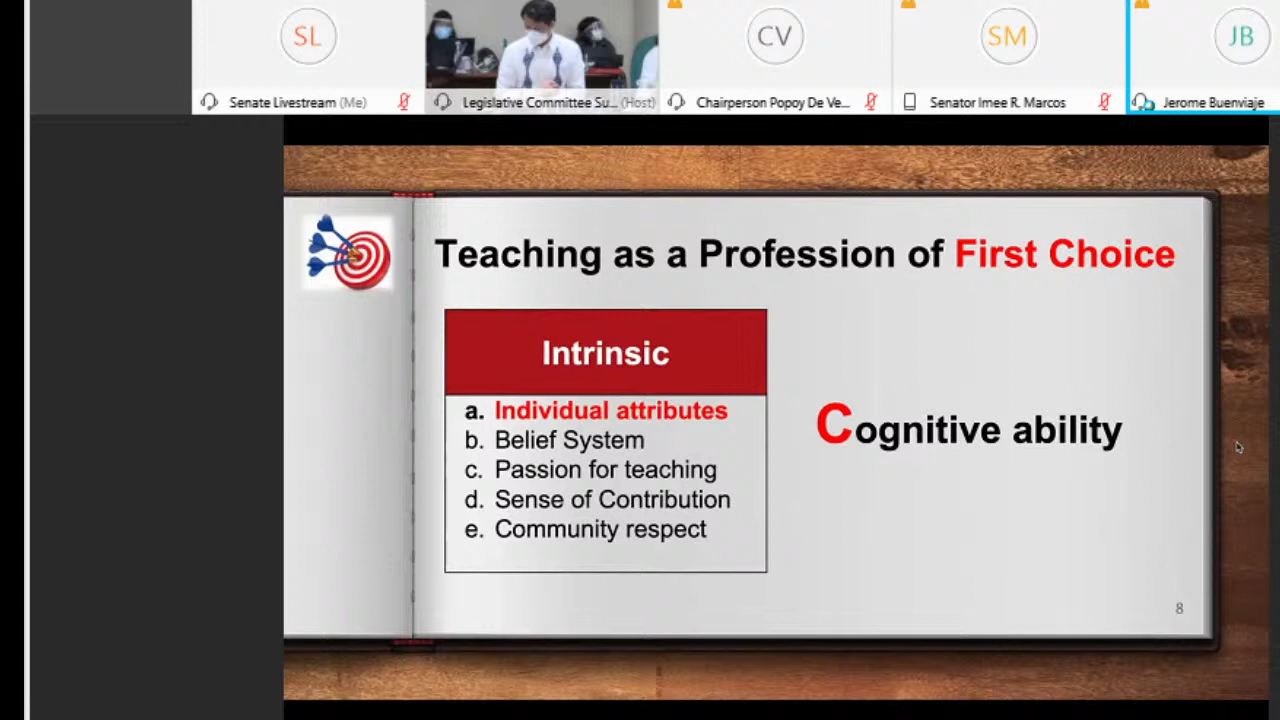 SL
CV
SM
JB
Senate Livestream (Me)
Legislative Committee Su... (Host)
Chairperson Popoy De Ve...
Senator Imee R. Marcos
Jerome Buenviaje
Teaching as a Profession of First Choice
Intrinsic
a. Individual attributes
b. Belief System
c. Passion for teaching
d. Sense of Contribution
e. Community respect
Cognitive ability
8